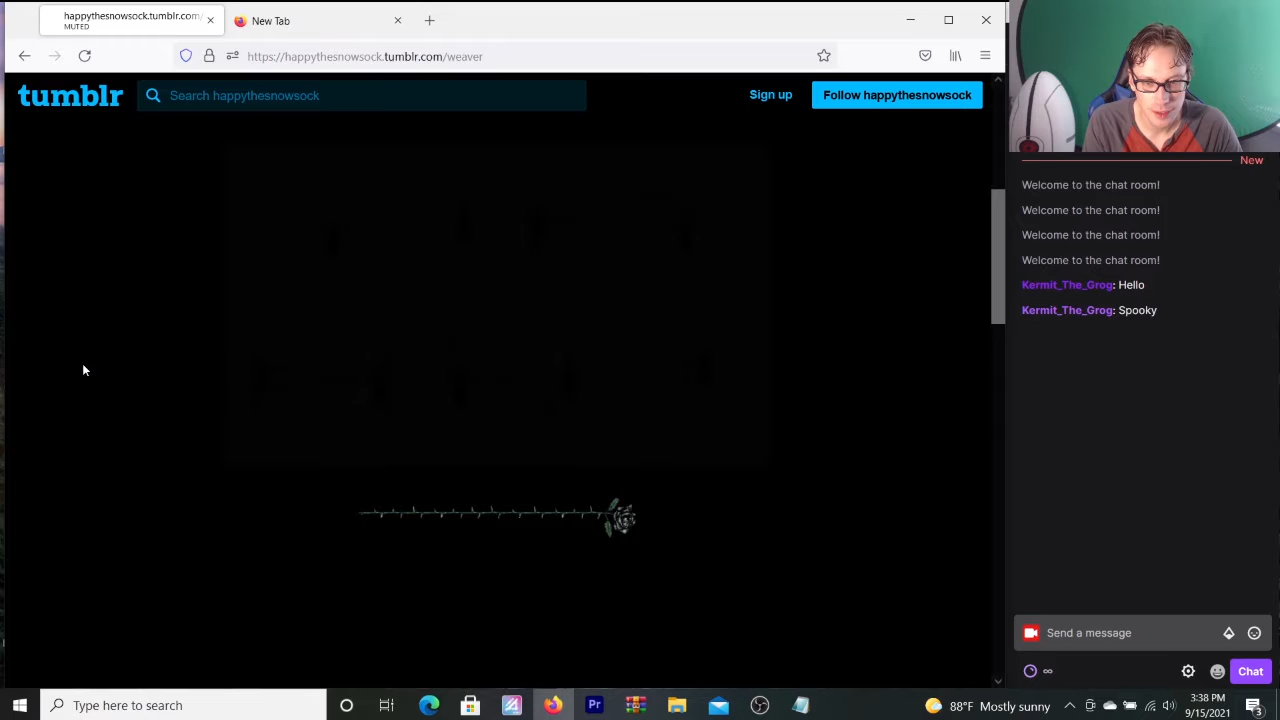 happythesnowsock.tumblr.com/
MUTED
New Tab
https://happythesnowsock.tumblr.com/weaver
tumblr
Search happythesnowsock
Sign up
Follow happythesnowsock
New
Welcome to the chat room!
Welcome to the chat room!
Welcome to the chat room!
Welcome to the chat room!
Kermit_The_Grog: Hello
Kermit_The_Grog: Spooky
Send a message
∞
Chat
Type here to search
Pr
88°F Mostly sunny
3:38 PM
9/15/2021
3